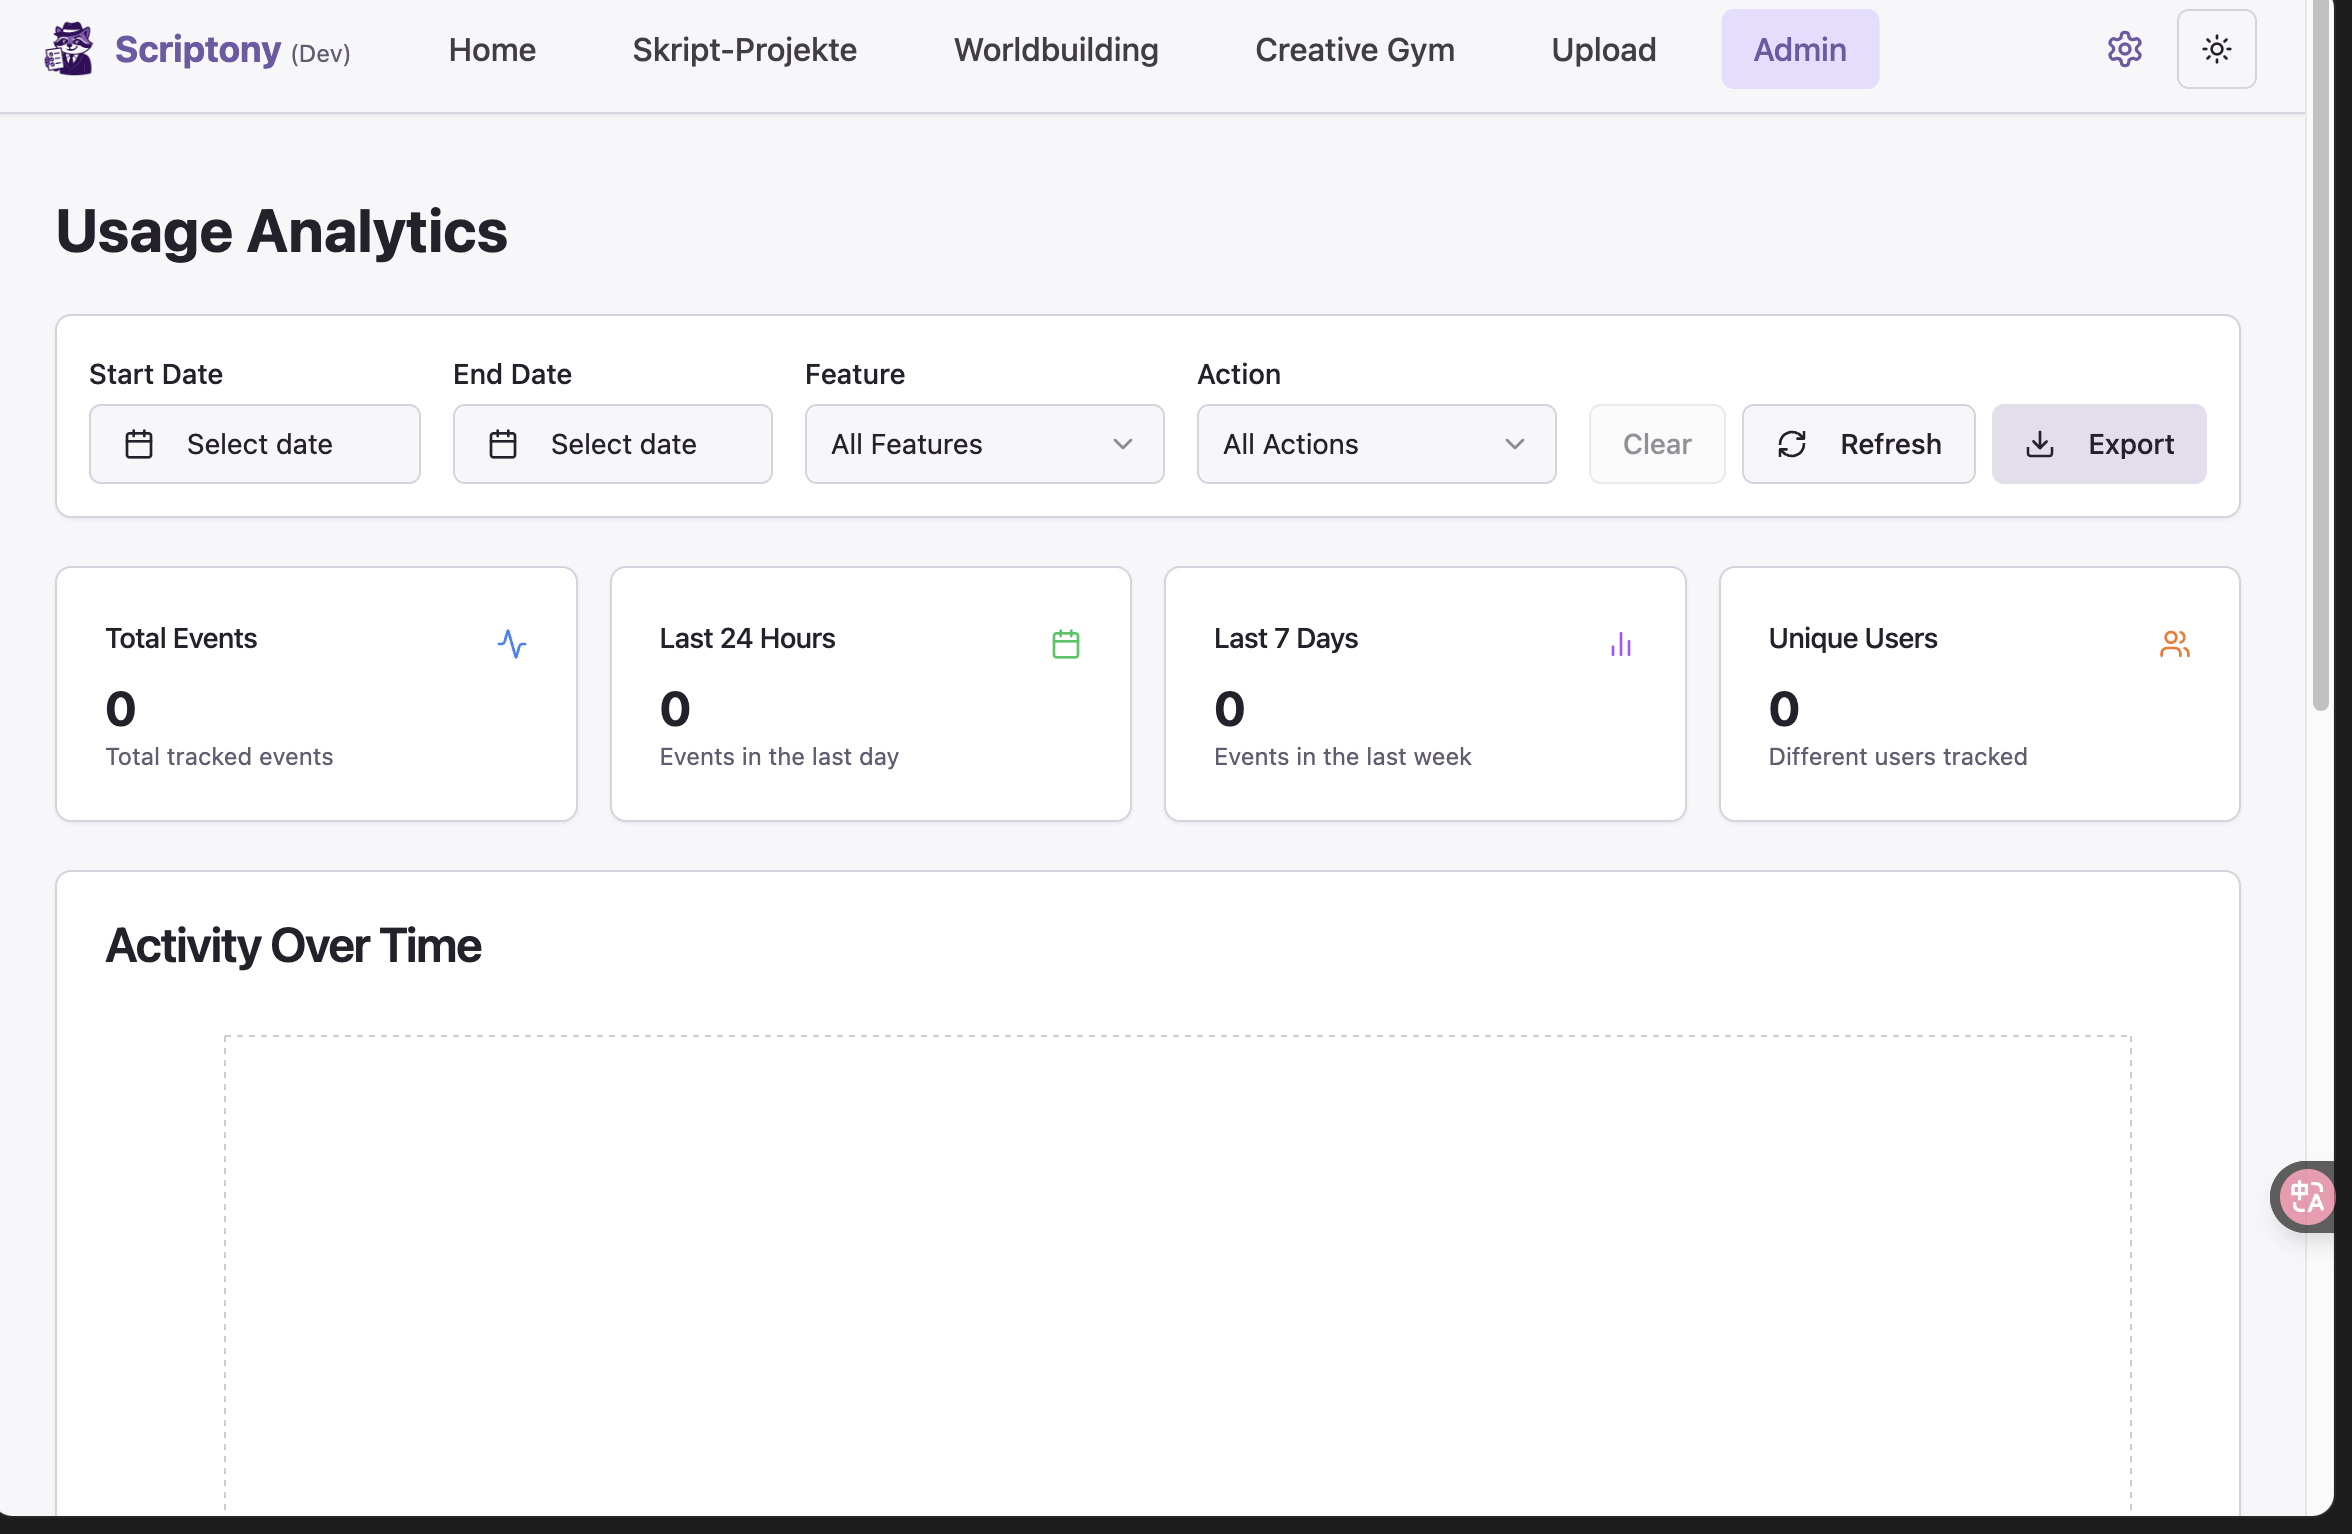 Scriptony (Dev) Home Skript-Projekte Worldbuilding Creative Gym Upload Admin
Usage Analytics
Start Date End Date Feature Action
Select date Select date All Features All Actions Clear Refresh Export
Total Events Last 24 Hours Last 7 Days Unique Users
0 0 0 0
Total tracked events Events in the last day Events in the last week Different users tracked
Activity Over Time